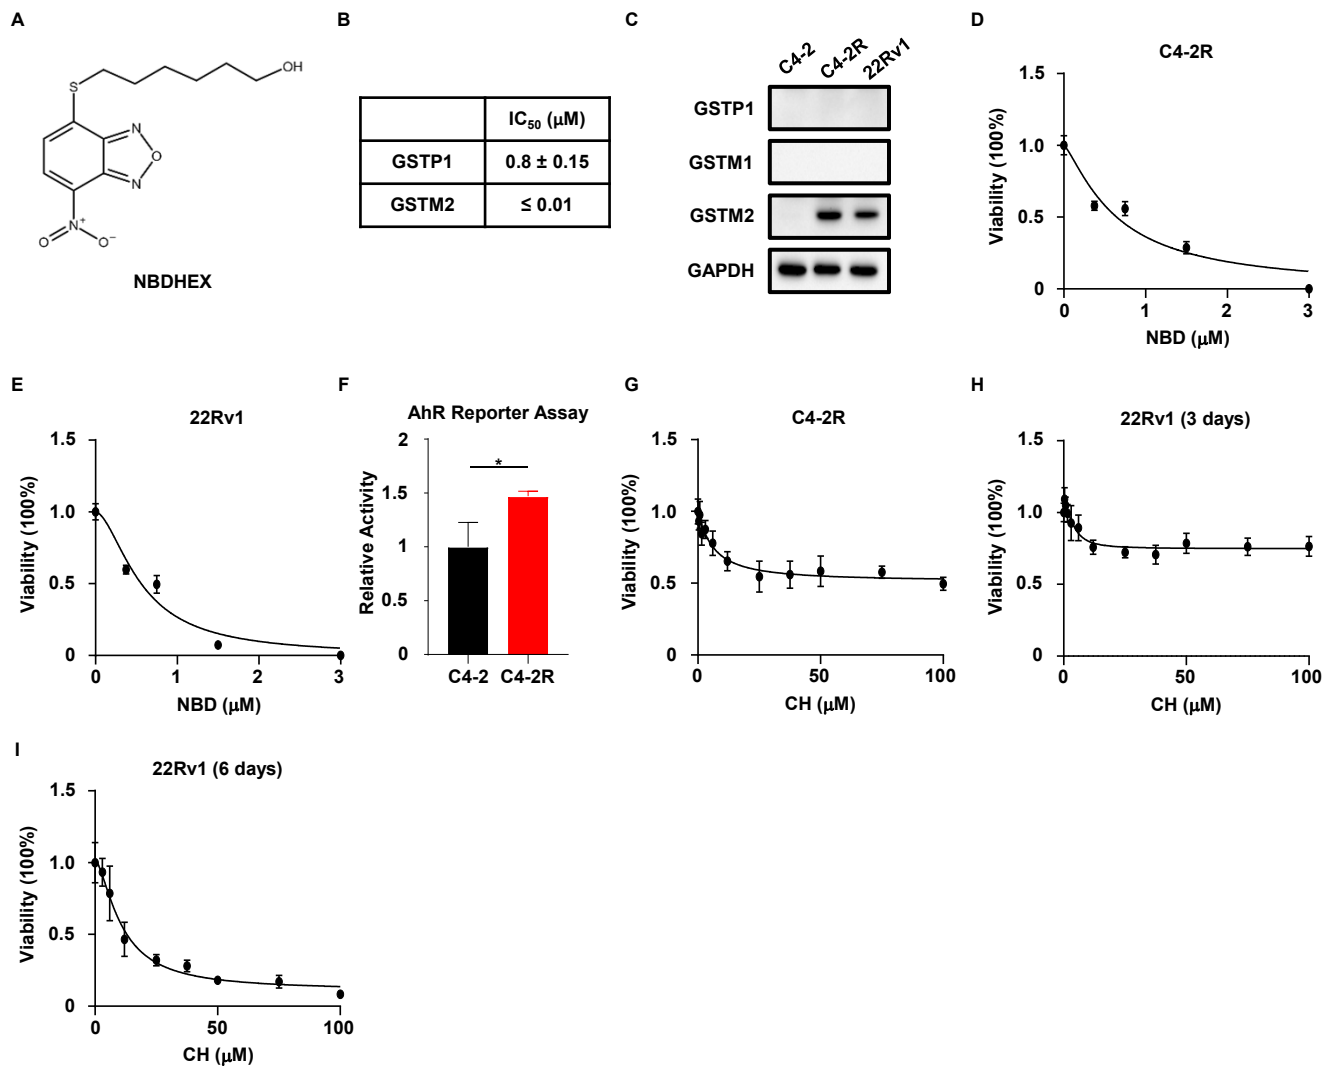 A
B
C
D
S
OH
N
O
N
N+
O
O−
NBDHEX
IC50 (μM)
GSTP1 0.8 ± 0.15
GSTM2 ≤ 0.01
C4-2 C4-2R 22Rv1
GSTP1
GSTM1
GSTM2
GAPDH
C4-2R
Viability (100%)
1.5
1.0
0.5
0
0 1 2 3
NBD (μM)
E
F
G
H
22Rv1
Viability (100%)
1.5
1.0
0.5
0
0 1 2 3
NBD (μM)
AhR Reporter Assay
Relative Activity
2
1.5
1
0.5
0
*
C4-2 C4-2R
C4-2R
Viability (100%)
1.5
1.0
0.5
0
0 50 100
CH (μM)
22Rv1 (3 days)
Viability (100%)
1.5
1.0
0.5
0
0 50 100
CH (μM)
I
22Rv1 (6 days)
Viability (100%)
1.5
1.0
0.5
0
0 50 100
CH (μM)